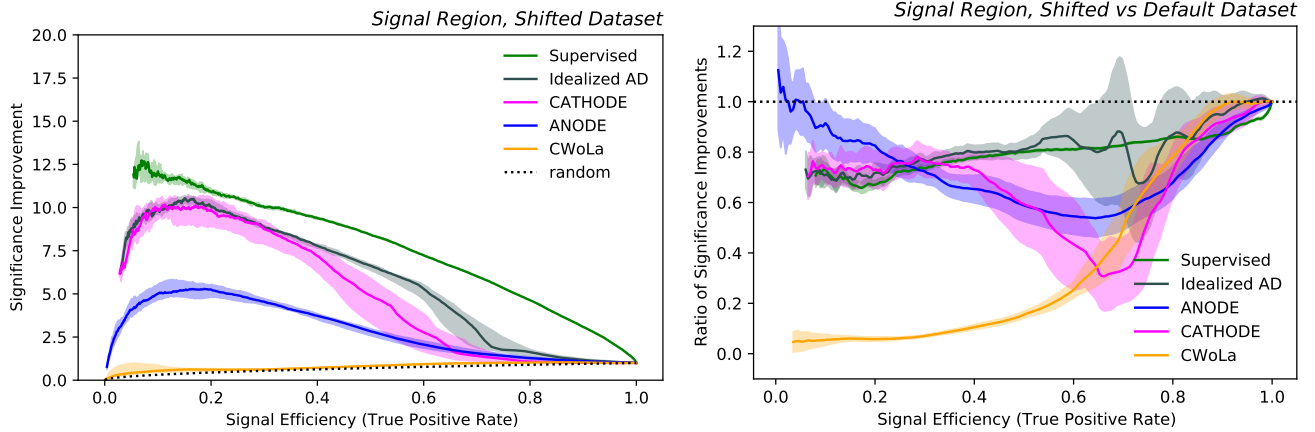 Signal Region, Shifted Dataset
20.0
17.5
15.0
12.5
10.0
7.5
5.0
2.5
0.0
Significance Improvement
Supervised
Idealized AD
CATHODE
ANODE
CWoLa
random
0.0 0.2 0.4 0.6 0.8 1.0
Signal Efficiency (True Positive Rate)
Signal Region, Shifted vs Default Dataset
1.2
1.0
0.8
0.6
0.4
0.2
0.0
Ratio of Significance Improvements
Supervised
Idealized AD
ANODE
CATHODE
CWoLa
0.0 0.2 0.4 0.6 0.8 1.0
Signal Efficiency (True Positive Rate)